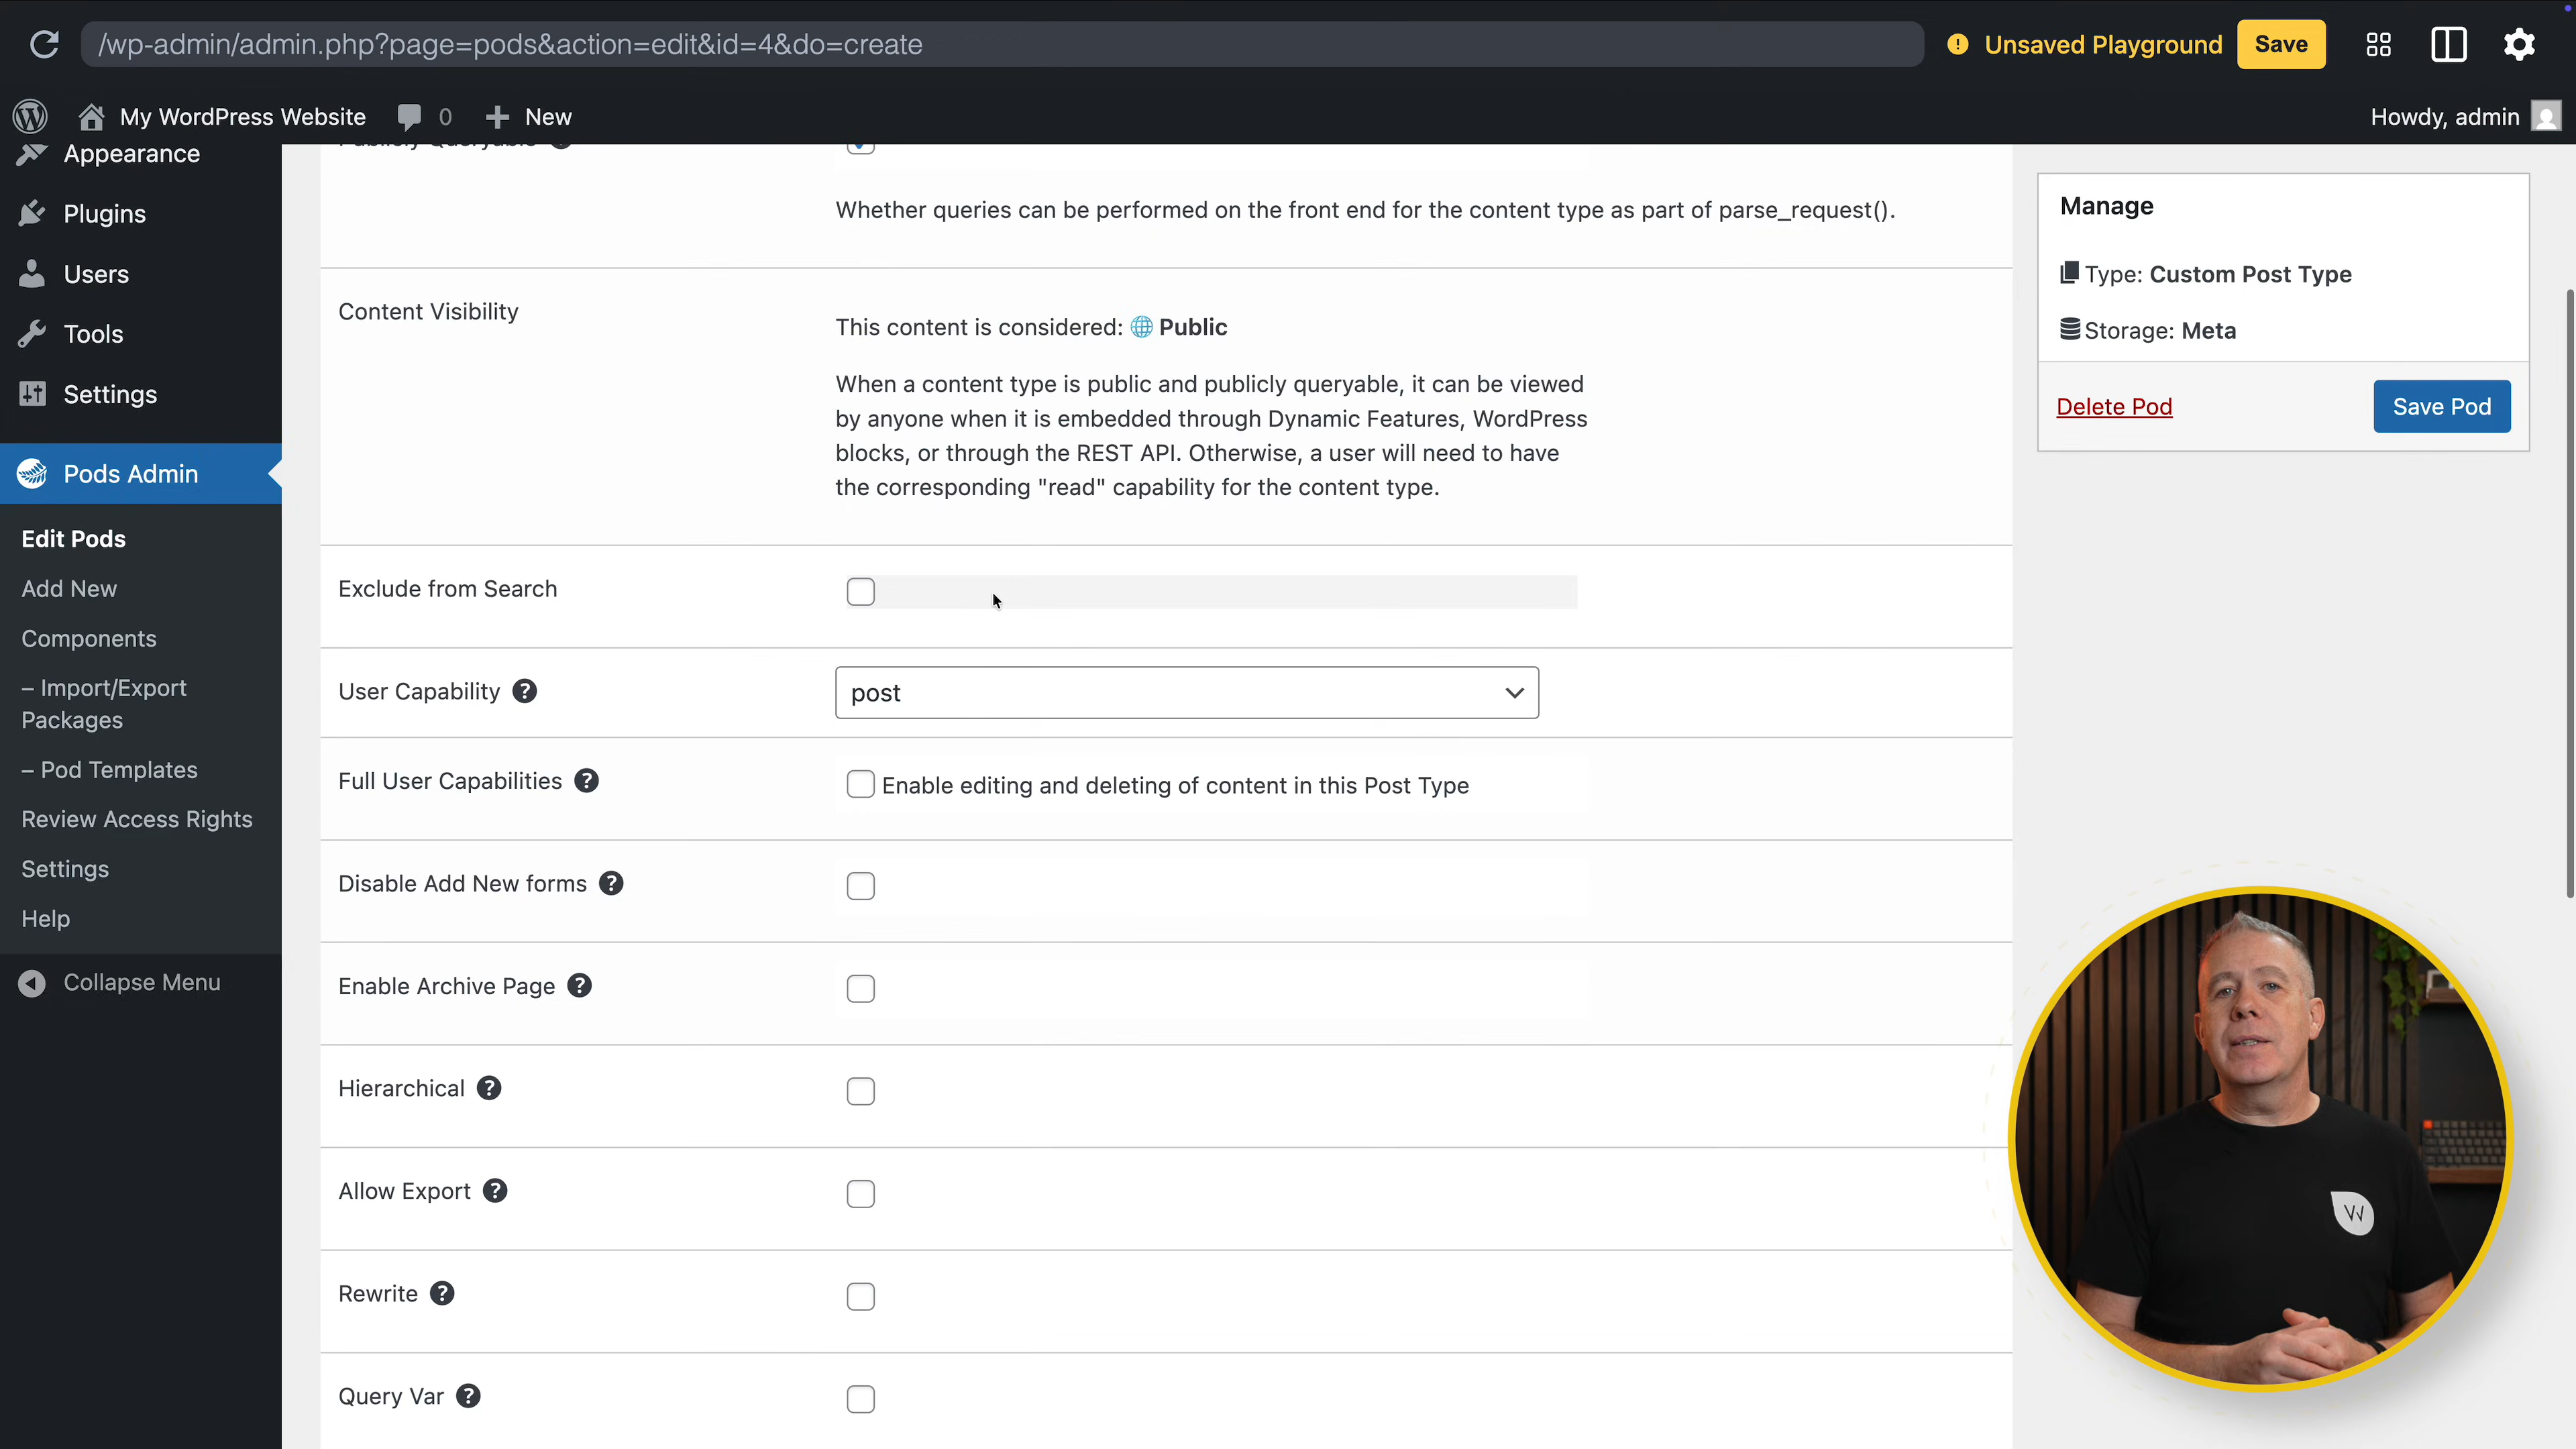 /wp-admin/admin.php?page=pods&action=edit&id=4&do=create
! Unsaved Playground
Save
My WordPress Website
0
New
Howdy, admin
Appearance
Plugins
Users
Tools
Settings
Pods Admin
Edit Pods
Add New
Components
– Import/Export
Packages
– Pod Templates
Review Access Rights
Settings
Help
Collapse Menu
Publicly Queryable
Whether queries can be performed on the front end for the content type as part of parse_request().
Content Visibility
This content is considered: Public
When a content type is public and publicly queryable, it can be viewed
by anyone when it is embedded through Dynamic Features, WordPress
blocks, or through the REST API. Otherwise, a user will need to have
the corresponding "read" capability for the content type.
Exclude from Search
User Capability ?
post
Full User Capabilities ?
Enable editing and deleting of content in this Post Type
Disable Add New forms ?
Enable Archive Page ?
Hierarchical ?
Allow Export ?
Rewrite ?
Query Var ?
Manage
Type: Custom Post Type
Storage: Meta
Delete Pod
Save Pod